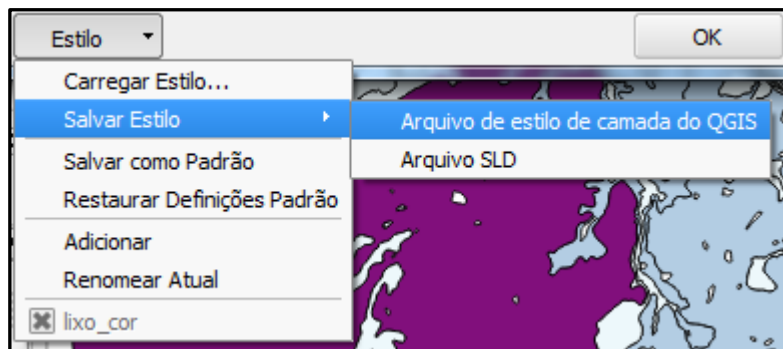 Estilo
OK
Carregar Estilo...
Salvar Estilo
Arquivo de estilo de camada do QGIS
Arquivo SLD
Salvar como Padrão
Restaurar Definições Padrão
Adicionar
Renomear Atual
lixo_cor